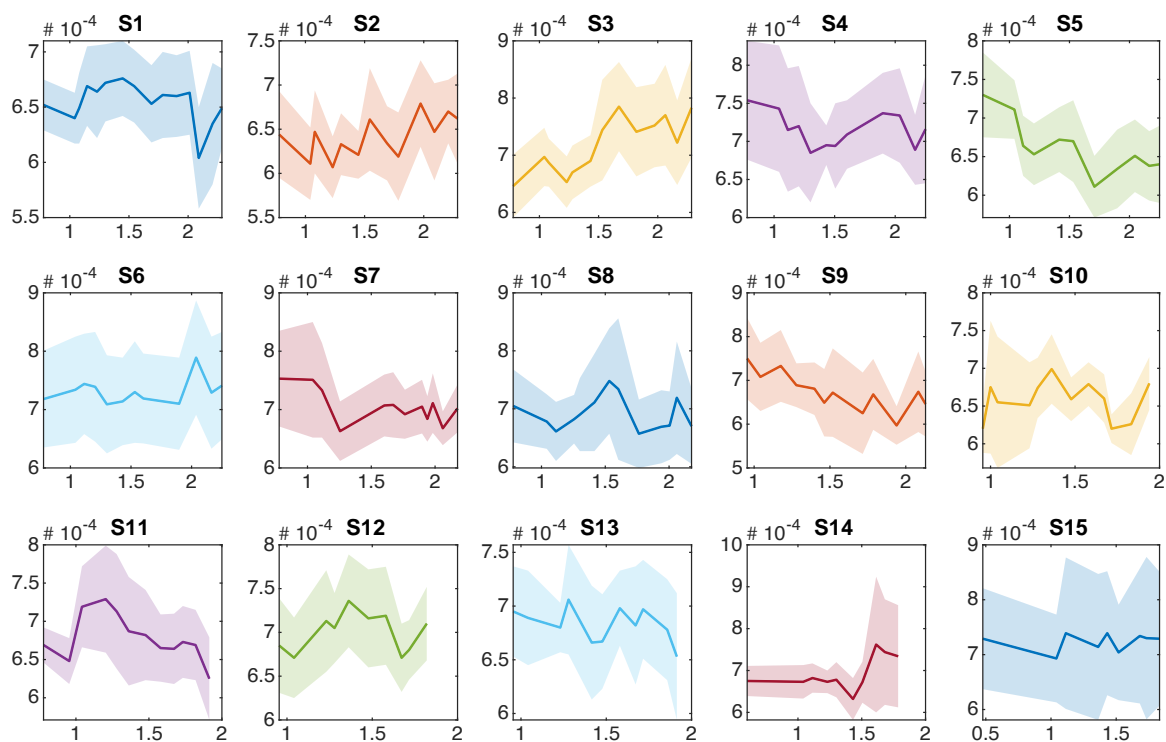 # 10⁻⁴ S1
7
6.5
6
5.5
1 1.5 2
# 10⁻⁴ S2
7.5
7
6.5
6
5.5
1 1.5 2
# 10⁻⁴ S3
9
8
7
6
1 1.5 2
# 10⁻⁴ S4
8
7.5
7
6.5
6
1 1.5 2
# 10⁻⁴ S5
8
7.5
7
6.5
6
1 1.5 2
# 10⁻⁴ S6
9
8
7
6
1 1.5 2
# 10⁻⁴ S7
9
8
7
6
1 1.5 2
# 10⁻⁴ S8
9
8
7
6
1 1.5 2
# 10⁻⁴ S9
9
8
7
6
5
1 1.5 2
# 10⁻⁴ S10
8
7.5
7
6.5
6
1 1.5 2
# 10⁻⁴ S11
8
7.5
7
6.5
6
1 1.5 2
# 10⁻⁴ S12
8
7.5
7
6.5
6
1 1.5 2
# 10⁻⁴ S13
7.5
7
6.5
6
1 1.5 2
# 10⁻⁴ S14
10
9
8
7
6
1 1.5 2
# 10⁻⁴ S15
9
8
7
6
0.5 1 1.5